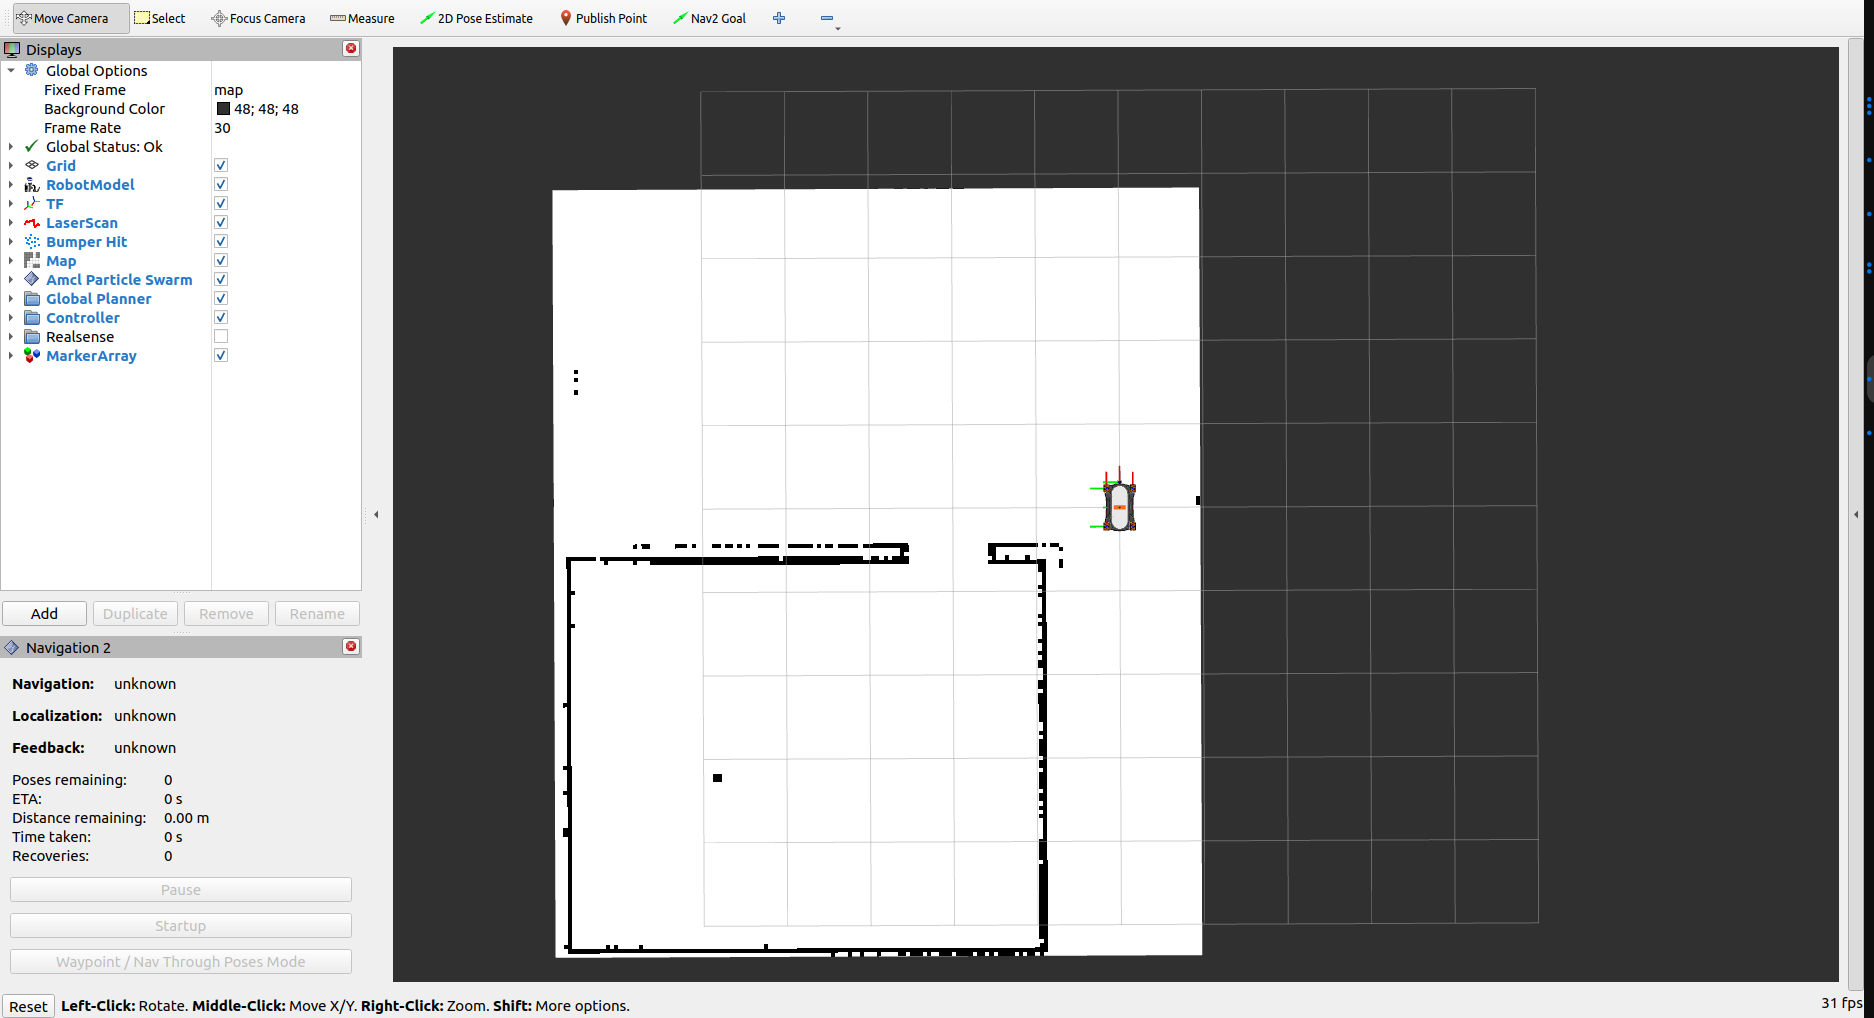 Move Camera Select Focus Camera Measure 2D Pose Estimate Publish Point Nav2 Goal
Displays
Global Options
Fixed Frame map
Background Color 48; 48; 48
Frame Rate 30
Global Status: Ok
Grid
RobotModel
TF
LaserScan
Bumper Hit
Map
Amcl Particle Swarm
Global Planner
Controller
Realsense
MarkerArray
Add Duplicate Remove Rename
Navigation 2
Navigation: unknown
Localization: unknown
Feedback: unknown
Poses remaining: 0
ETA: 0 s
Distance remaining: 0.00 m
Time taken: 0 s
Recoveries: 0
Pause
Startup
Waypoint / Nav Through Poses Mode
Reset Left-Click: Rotate. Middle-Click: Move X/Y. Right-Click: Zoom. Shift: More options. 31 fps